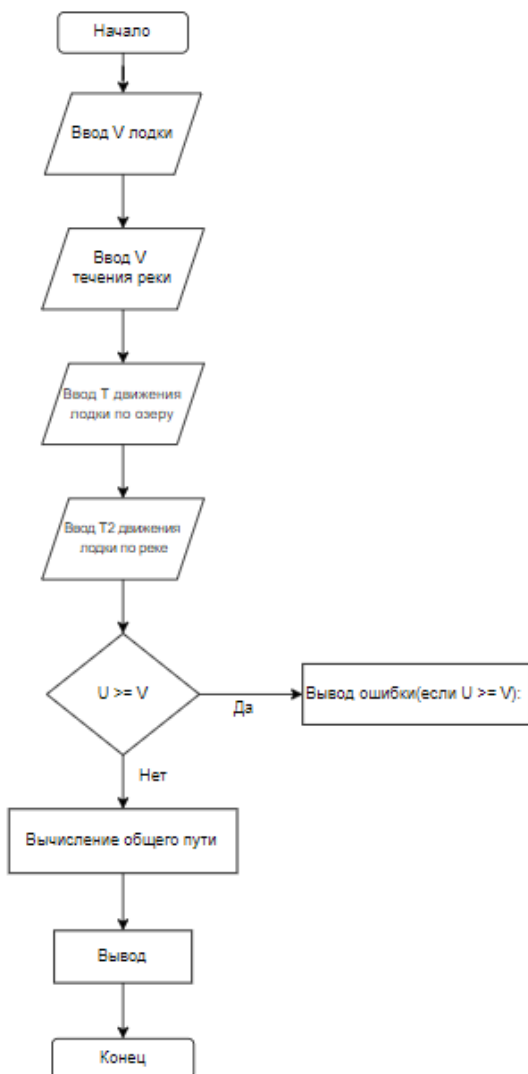 Начало
Ввод V лодки
Ввод V
течения реки
Ввод T движения
лодки по озеру
Ввод T2 движения
лодки по реке
U >= V
Вывод ошибки(если U >= V):
Да
Нет
Вычисление общего пути
Вывод
Конец